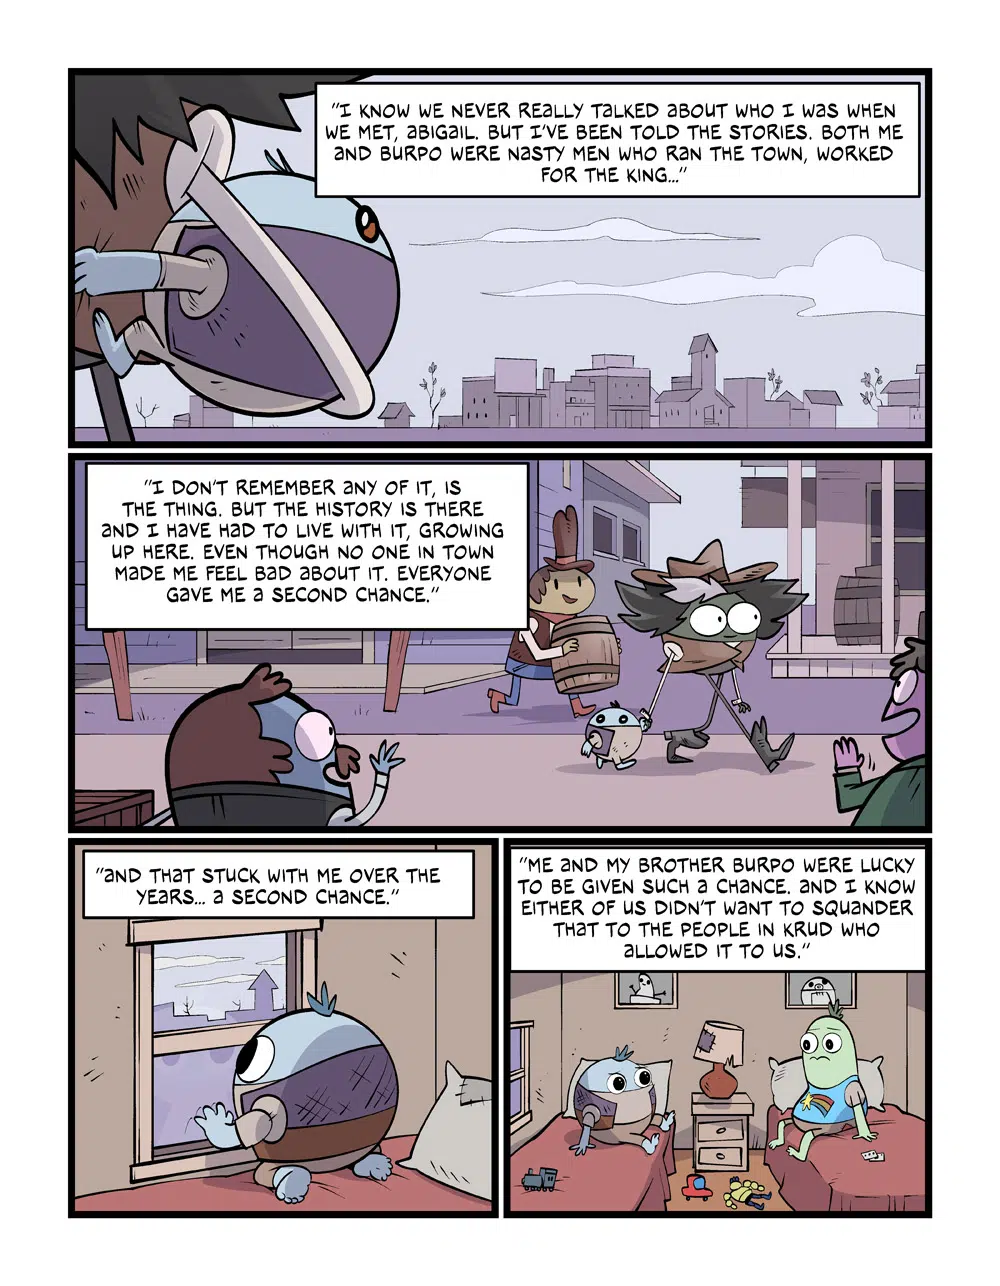 "I KNOW WE NEVER REALLY TALKED ABOUT WHO I WAS WHEN
WE MET, ABIGAIL. BUT I'VE BEEN TOLD THE STORIES. BOTH ME
AND BURPO WERE NASTY MEN WHO RAN THE TOWN, WORKED
FOR THE KING..."
"I DON'T REMEMBER ANY OF IT, IS
THE THING. BUT THE HISTORY IS THERE
AND I HAVE HAD TO LIVE WITH IT, GROWING
UP HERE. EVEN THOUGH NO ONE IN TOWN
MADE ME FEEL BAD ABOUT IT. EVERYONE
GAVE ME A SECOND CHANCE."
"AND THAT STUCK WITH ME OVER THE
YEARS... A SECOND CHANCE."
"ME AND MY BROTHER BURPO WERE LUCKY
TO BE GIVEN SUCH A CHANCE. AND I KNOW
EITHER OF US DIDN'T WANT TO SQUANDER
THAT TO THE PEOPLE IN KRUD WHO
ALLOWED IT TO US."